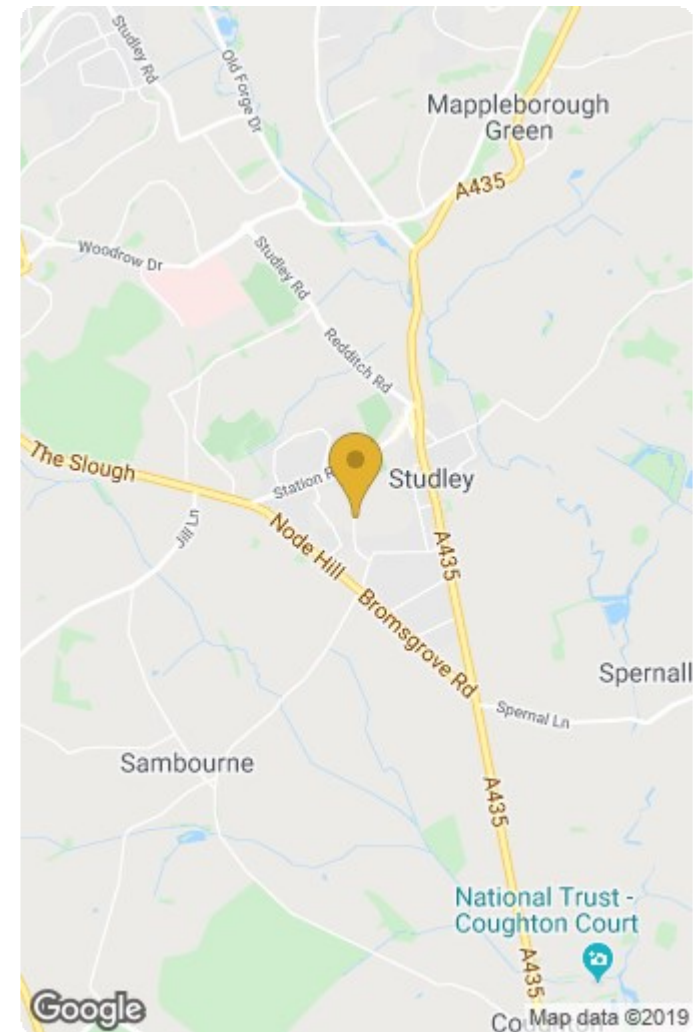 Studley Rd
Old Forge Dr
Mappleborough
Green
A435
Woodrow Dr
Studley Rd
Redditch Rd
The Slough
Station R
Studley
Jill Ln
Node Hill
A435
Bromsgrove Rd
Spernall
Spernal Ln
Sambourne
A435
National Trust -
Coughton Court
A435
Co
Google
Map data ©2019